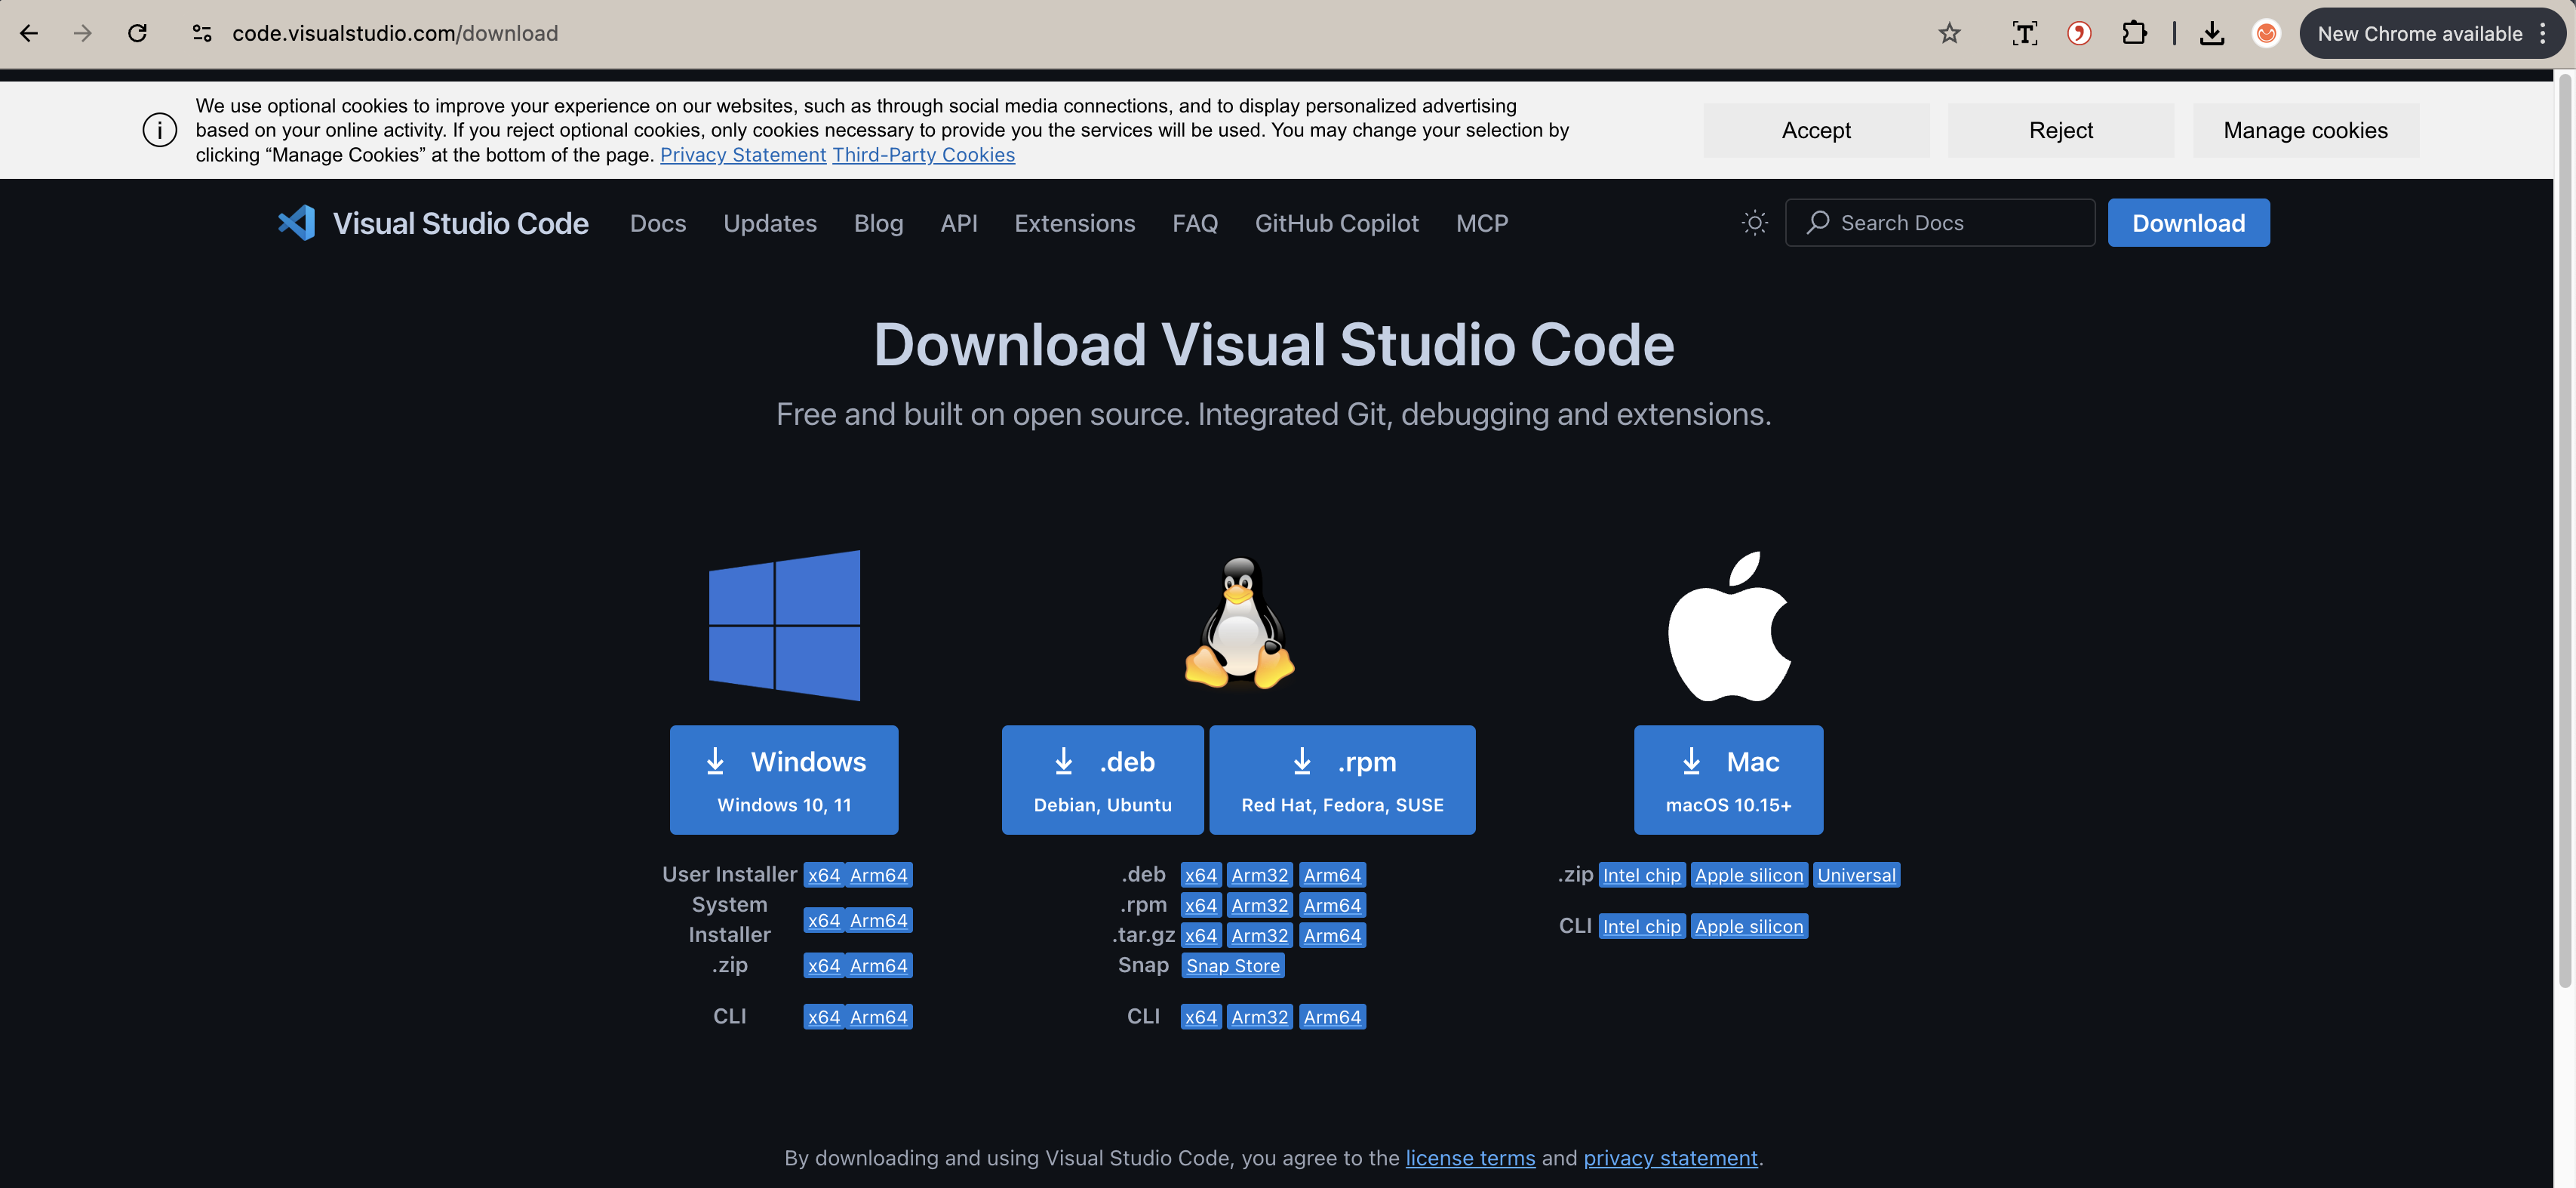 code.visualstudio.com/download
New Chrome available
We use optional cookies to improve your experience on our websites, such as through social media connections, and to display personalized advertising
based on your online activity. If you reject optional cookies, only cookies necessary to provide you the services will be used. You may change your selection by
clicking “Manage Cookies” at the bottom of the page. Privacy Statement Third-Party Cookies
Accept
Reject
Manage cookies
Visual Studio Code Docs Updates Blog API Extensions FAQ GitHub Copilot MCP
Search Docs
Download
Download Visual Studio Code
Free and built on open source. Integrated Git, debugging and extensions.
Windows
Windows 10, 11
User Installer x64 Arm64
System
Installer x64 Arm64
.zip x64 Arm64
CLI x64 Arm64
.deb
Debian, Ubuntu
.rpm
Red Hat, Fedora, SUSE
.deb x64 Arm32 Arm64
.rpm x64 Arm32 Arm64
.tar.gz x64 Arm32 Arm64
Snap Snap Store
CLI x64 Arm32 Arm64
Mac
macOS 10.15+
.zip Intel chip Apple silicon Universal
CLI Intel chip Apple silicon
By downloading and using Visual Studio Code, you agree to the license terms and privacy statement.